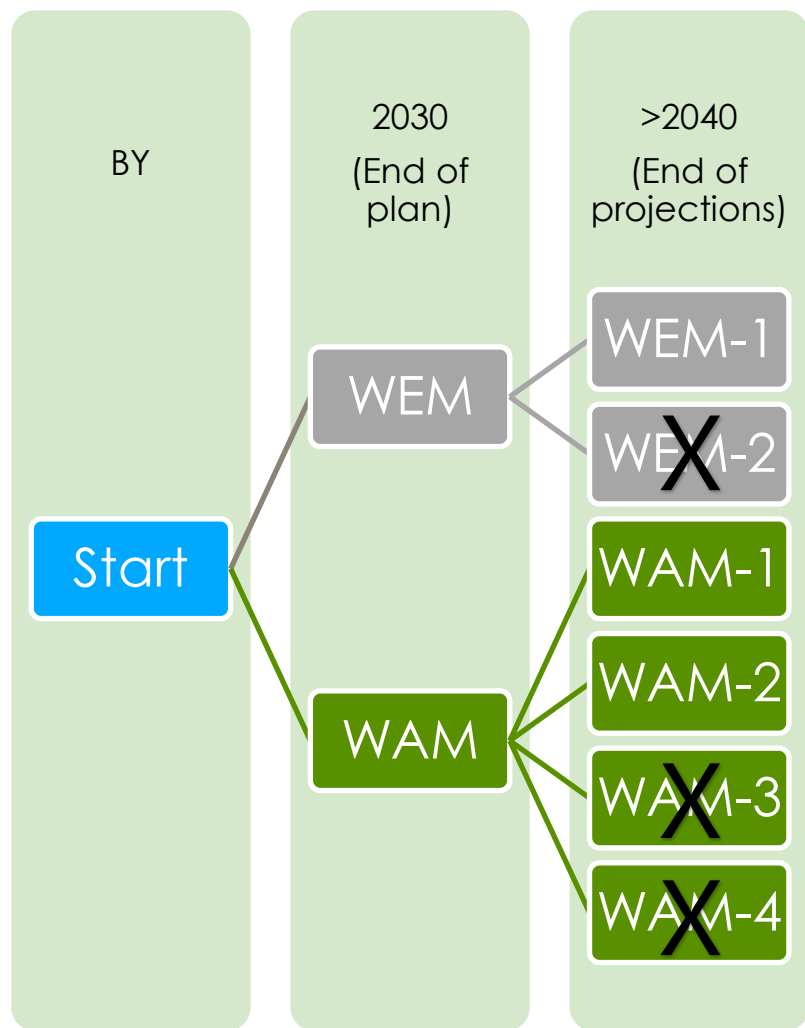 BY
2030
(End of
plan)
>2040
(End of
projections)
Start
WEM
WAM
WEM-1
WEM-2
X
WAM-1
WAM-2
WAM-3
X
WAM-4
X